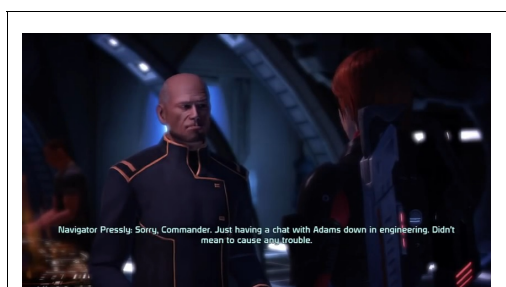 Navigator Pressly: Sorry, Commander. Just having a chat with Adams down in engineering. Didn't
mean to cause any trouble.